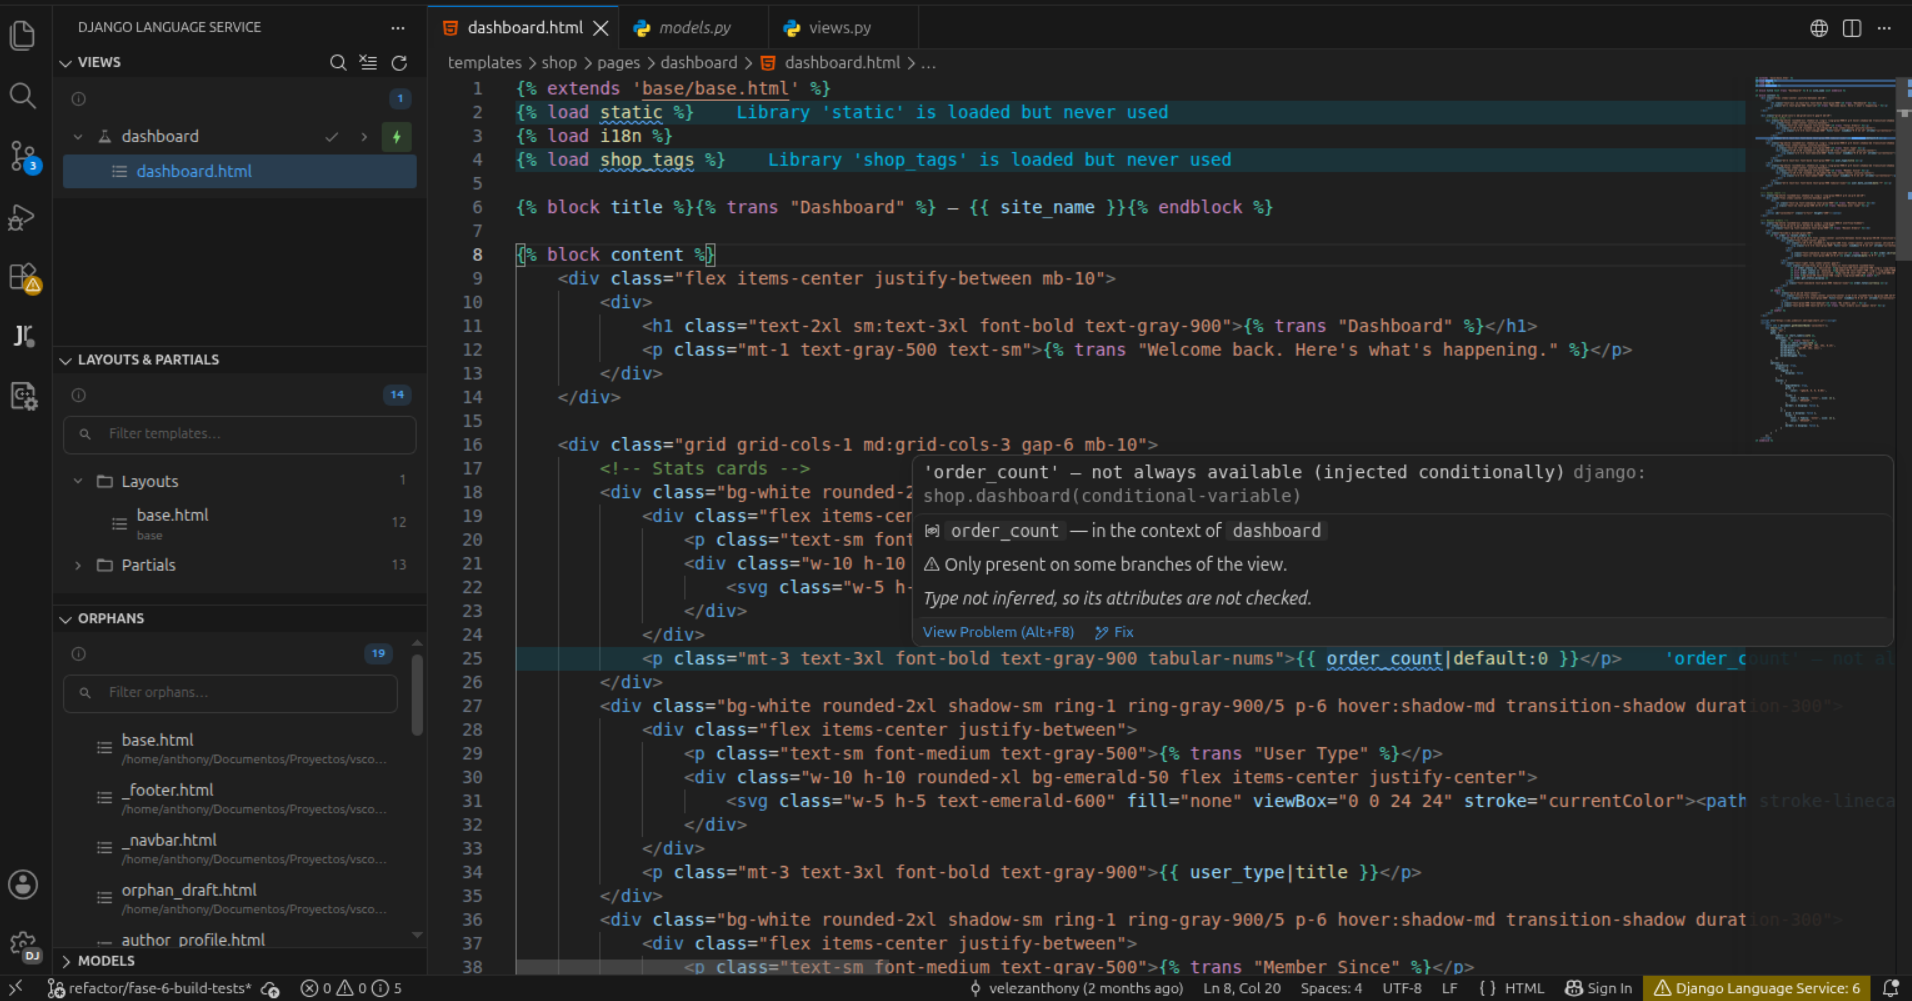 DJANGO LANGUAGE SERVICE
VIEWS
1
dashboard
dashboard.html
LAYOUTS & PARTIALS
14
Filter templates...
Layouts 1
base.html 12
base
Partials 13
ORPHANS
19
Filter orphans...
base.html
/home/anthony/Documentos/Proyectos/vsco...
_footer.html
/home/anthony/Documentos/Proyectos/vsco...
_navbar.html
/home/anthony/Documentos/Proyectos/vsco...
orphan_draft.html
/home/anthony/Documentos/Proyectos/vsco...
author_profile.html
MODELS
3
Jr
DJ
dashboard.html models.py views.py
templates > shop > pages > dashboard > dashboard.html > ...
1 {% extends 'base/base.html' %}
2 {% load static %} Library 'static' is loaded but never used
3 {% load i18n %}
4 {% load shop_tags %} Library 'shop_tags' is loaded but never used
5
6 {% block title %}{% trans "Dashboard" %} — {{ site_name }}{% endblock %}
7
8 {% block content %}
9 <div class="flex items-center justify-between mb-10">
10 <div>
11 <h1 class="text-2xl sm:text-3xl font-bold text-gray-900">{% trans "Dashboard" %}</h1>
12 <p class="mt-1 text-gray-500 text-sm">{% trans "Welcome back. Here's what's happening." %}</p>
13 </div>
14 </div>
15
16 <div class="grid grid-cols-1 md:grid-cols-3 gap-6 mb-10">
17 <!-- Stats cards -->
18 <div class="bg-white rounded-2
19 <div class="flex items-cen
20 <p class="text-sm font
21 <div class="w-10 h-10
22 <svg class="w-5 h-
23 </div>
24 </div>
'order_count' — not always available (injected conditionally) django:
shop.dashboard(conditional-variable)
order_count — in the context of dashboard
Only present on some branches of the view.
Type not inferred, so its attributes are not checked.
View Problem (Alt+F8) Fix
25 <p class="mt-3 text-3xl font-bold text-gray-900 tabular-nums">{{ order_count|default:0 }}</p> 'order_count' — not al
26 </div>
27 <div class="bg-white rounded-2xl shadow-sm ring-1 ring-gray-900/5 p-6 hover:shadow-md transition-shadow duration-300">
28 <div class="flex items-center justify-between">
29 <p class="text-sm font-medium text-gray-500">{% trans "User Type" %}</p>
30 <div class="w-10 h-10 rounded-xl bg-emerald-50 flex items-center justify-center">
31 <svg class="w-5 h-5 text-emerald-600" fill="none" viewBox="0 0 24 24" stroke="currentColor"><path stroke-lineca
32 </div>
33 </div>
34 <p class="mt-3 text-3xl font-bold text-gray-900">{{ user_type|title }}</p>
35 </div>
36 <div class="bg-white rounded-2xl shadow-sm ring-1 ring-gray-900/5 p-6 hover:shadow-md transition-shadow duration-300">
37 <div class="flex items-center justify-between">
38 <p class="text-sm font-medium text-gray-500">{% trans "Member Since" %}</p>
refactor/fase-6-build-tests* 0 0 5 velezanthony (2 months ago) Ln 8, Col 20 Spaces: 4 UTF-8 LF { } HTML Sign In Django Language Service: 6